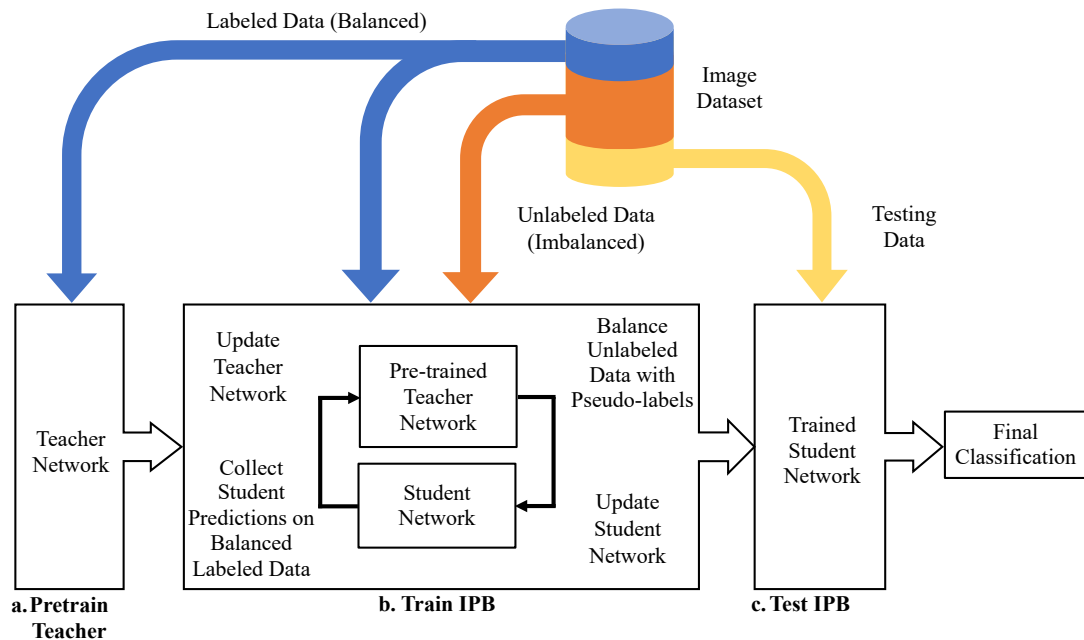 Labeled Data (Balanced)
Image
Dataset
Unlabeled Data
(Imbalanced)
Testing
Data
Teacher
Network
Update
Teacher
Network
Pre-trained
Teacher
Network
Balance
Unlabeled
Data with
Pseudo-labels
Collect
Student
Predictions on
Balanced
Labeled Data
Student
Network
Update
Student
Network
Trained
Student
Network
Final
Classification
a. Pretrain
Teacher
b. Train IPB
c. Test IPB